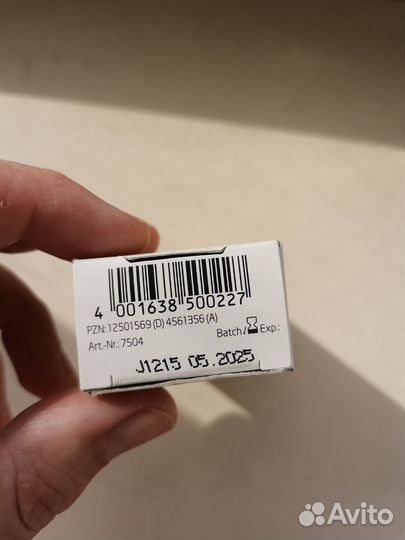 4 001638 500227
PZN: 12501569 (D) 4561356 (A)
Batch/ Exp.:
Art.-Nr.: 7504
J1215 05.2025
Avito